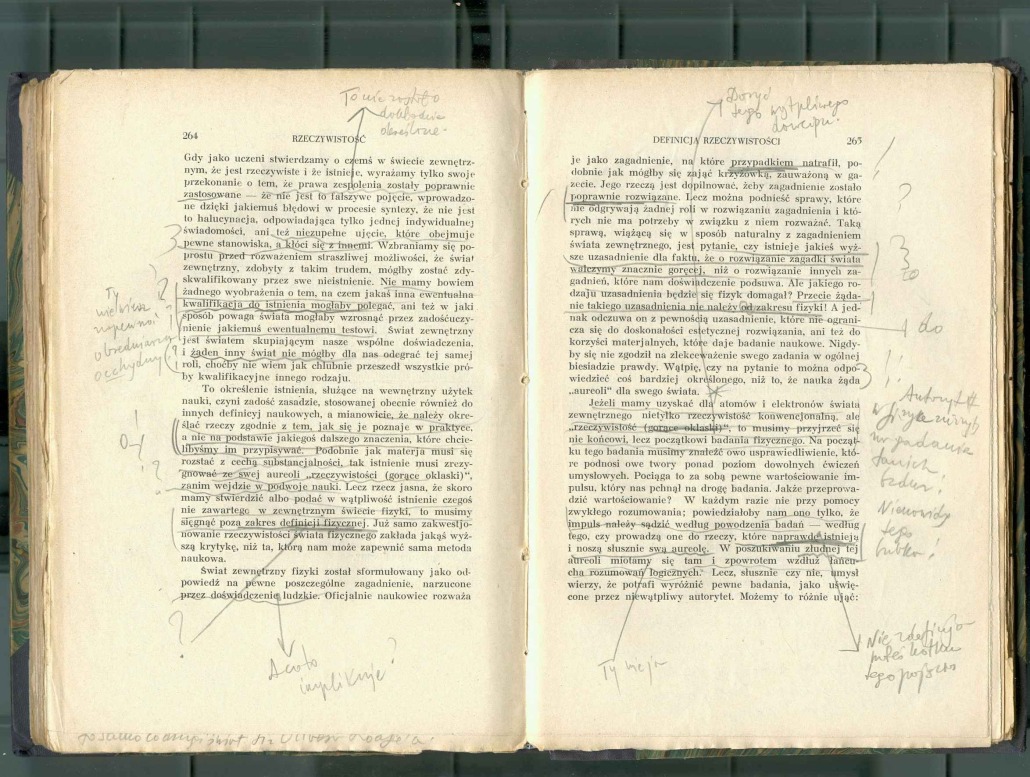 To nie
dokładnie
określone.
264
RZECZYWISTOŚĆ
Gdy jako uczeni stwierdzamy o czemś w świecie zewnętrz-
nym, że jest rzeczywiste i że istnieje, wyrażamy tylko swoje
przekonanie o tem, że prawa zespolenia zostały poprawnie
zastosowane — że nie jest to fałszywe pojęcie, wprowadzo-
ne dzięki jakiemuś błędowi w procesie syntezy, że nie jest
to halucynacja, odpowiadająca tylko jednej indywidualnej
świadomości, ani też niezupełne ujęcie, które obejmuje
pewne stanowiska, a kłóci się z innemi. Wzbraniamy się po-
prostu przed rozważeniem straszliwej możliwości, że świat
zewnętrzny, zdobyty z takim trudem, mógłby zostać zdy-
skwalifikowany przez swe nieistnienie. Nie mamy bowiem
żadnego wyobrażenia o tem, na czem jakaś inna ewentualna
kwalifikacja do istnienia mogłaby polegać, ani też w jaki
sposób powaga świata mogłaby wzrosnąć przez zadośćuczy-
nienie jakiemuś ewentualnemu testowi. Świat zewnętrzny
jest światem skupiającym nasze wspólne doświadczenia,
i żaden inny świat nie mógłby dla nas odegrać tej samej
roli, choćby nie wiem jak chlubnie przeszedł wszystkie pró-
by kwalifikacyjne innego rodzaju.
To określenie istnienia, służące na wewnętrzny użytek
nauki, czyni zadość zasadzie, stosowanej obecnie również do
innych definicyj naukowych, a mianowicie, że należy okre-
ślać rzeczy zgodnie z tem, jak się je poznaje w praktyce,
a nie na podstawie jakiegoś dalszego znaczenia, które chcie-
libyśmy im przypisywać. Podobnie jak materja musi się
rozstać z cechą substancjalności, tak istnienie musi zrezy-
gnować ze swej aureoli „rzeczywistości (gorące oklaski)",
zanim wejdzie w podwoje nauki. Lecz rzecz jasna, że skoro
mamy stwierdzić albo podać w wątpliwość istnienie czegoś
nie zawartego w zewnętrznym świecie fizyki, to musimy
sięgnąć poza zakres definicji fizycznej. Już samo zakwestjo-
nowanie rzeczywistości świata fizycznego zakłada jakąś wyż-
szą krytykę, niż ta, którą nam może zapewnić sama metoda
naukowa.
Świat zewnętrzny fizyki został sformułowany jako od-
powiedź na pewne poszczególne zagadnienie, narzucone
przez doświadczenie ludzkie. Oficjalnie naukowiec rozważa
A co to
implikuje?
Dosyć
tego wątpliwego
dowcipu.
DEFINICJA RZECZYWISTOŚCI
265
je jako zagadnienie, na które przypadkiem natrafił, po-
dobnie jak mógłby się zająć krzyżówką, zauważoną w ga-
zecie. Jego rzeczą jest dopilnować, żeby zagadnienie zostało
poprawnie rozwiązane. Lecz można podnieść sprawy, które
nie odgrywają żadnej roli w rozwiązaniu zagadnienia i któ-
rych nie ma potrzeby w związku z niem rozważać. Taką
sprawą, wiążącą się w sposób naturalny z zagadnieniem
świata zewnętrznego, jest pytanie, czy istnieje jakieś wyż-
sze uzasadnienie dla faktu, że o rozwiązanie zagadki świata
walczymy znacznie goręcej, niż o rozwiązanie innych za-
gadnień, które nam doświadczenie podsuwa. Ale jakiego ro-
dzaju uzasadnienia będzie się fizyk domagał? Przecie żąda-
nie takiego uzasadnienia nie należy od zakresu fizyki! A jed-
nak odczuwa on z pewnością uzasadnienie, które nie ograni-
cza się do doskonałości estetycznej rozwiązania, ani też do
korzyści materjalnych, które daje badanie naukowe. Nigdy-
by się nie zgodził na zlekceważenie swego zadania w ogólnej
biesiadzie prawdy. Wątpię, czy na pytanie to można odpo-
wiedzieć coś bardziej określonego, niż to, że nauka żąda
„aureoli" dla swego świata.
Jeżeli mamy uzyskać dla atomów i elektronów świata
zewnętrznego nietylko rzeczywistość konwencjonalną, ale
„rzeczywistość (gorące oklaski)", to musimy przyjrzeć się
nie końcowi, lecz początkowi badania fizycznego. Na począt-
ku tego badania musimy znaleźć owo usprawiedliwienie, któ-
re podnosi owe twory ponad poziom dowolnych ćwiczeń
umysłowych. Pociąga to za sobą pewne wartościowanie im-
pulsu, który nas pchnął na drogę badania. Jakże przeprowa-
dzić wartościowanie? W każdym razie nie przy pomocy
zwykłego rozumowania; powiedziałoby nam ono tylko, że
impuls należy sądzić według powodzenia badań — według
tego, czy prowadzą one do rzeczy, które naprawdę istnieją
i noszą słusznie swą aureolę. W poszukiwaniu złudnej tej
aureoli miotamy się tam i zpowrotem wzdłuż łańcu-
cha rozumowań logicznych. Lecz, słusznie czy nie, umysł
wierzy, że potrafi wyróżnić pewne badania, jako uświę-
cone przez niewątpliwy autorytet. Możemy to różnie ująć:
do
tego